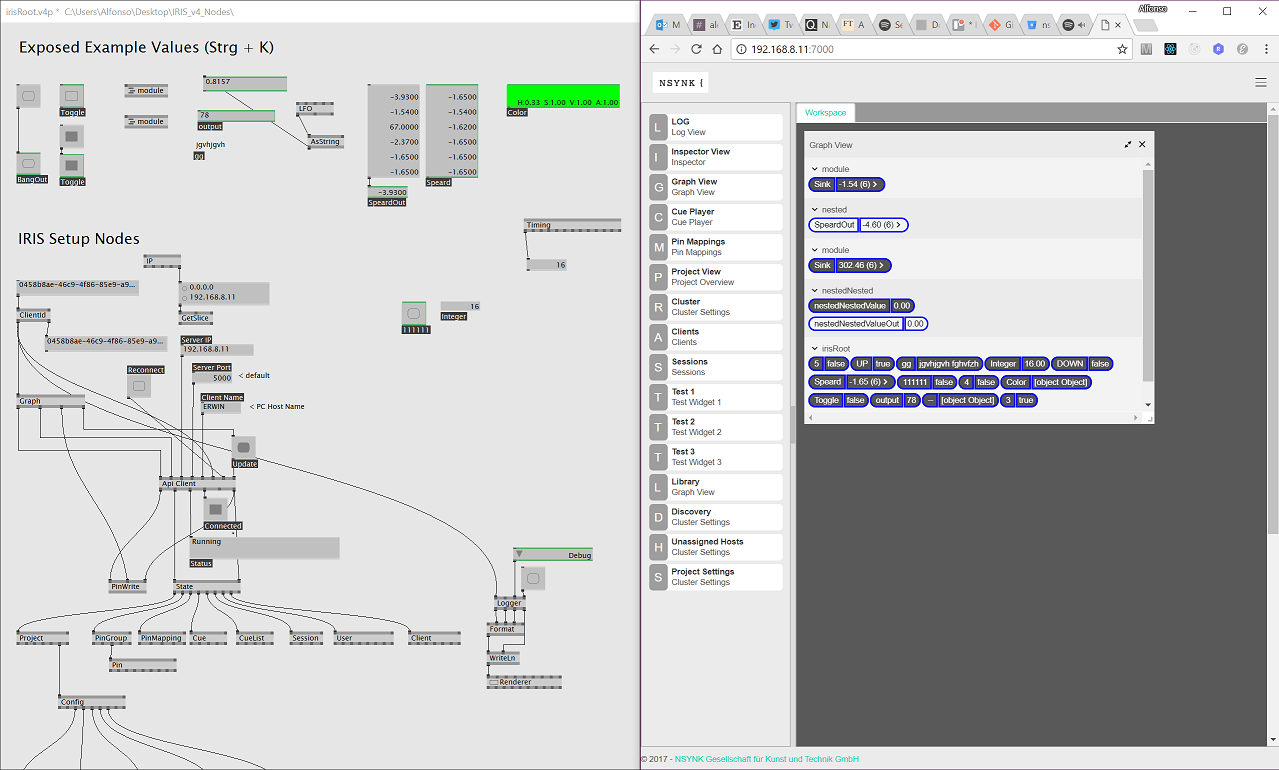 irisRoot.v4p * C:\Users\Alfonso\Desktop\IRIS_v4_Nodes\
Exposed Example Values (Strg + K)
BangOut
Toggle
Toggle
module
module
0.8157
78
output
jgvhjgvh
gg
LFO
AsString
-3.9300
-1.5400
67.0000
-2.3700
-1.6500
-1.6500
-3.9300
SpeardOut
-1.6500
-1.6500
-1.6200
-1.6500
-1.6500
-1.6500
Speard
H:0.33 S:1.00 V:1.00 A:1.00
Color
Timing
16
111111
16
Integer
IRIS Setup Nodes
IP
0.0.0.0
192.168.8.11
GetSlice
0458b8ae-46c9-4f86-85e9-a9...
ClientId
0458b8ae-46c9-4f86-85e9-a9...
Server IP
192.168.8.11
Reconnect
Server Port
5000
< default
Client Name
ERWIN
< PC Host Name
Graph
Update
Api Client
Connected
Running
Status
PinWrite
State
Project
PinGroup
PinMapping
Cue
CueList
Session
User
Client
Pin
Config
Debug
Logger
Format
WriteLn
Renderer
Alfonso
M
al
In
Tw
N
FT A
Se
D
G
ns
192.168.8.11:7000
NSYNK {
L
LOG
Log View
I
Inspector View
Inspector
G
Graph View
Graph View
C
Cue Player
Cue Player
M
Pin Mappings
Pin Mappings
P
Project View
Project Overview
R
Cluster
Cluster Settings
A
Clients
Clients
S
Sessions
Sessions
T
Test 1
Test Widget 1
T
Test 2
Test Widget 2
T
Test 3
Test Widget 3
L
Library
Graph View
D
Discovery
Cluster Settings
H
Unassigned Hosts
Cluster Settings
S
Project Settings
Cluster Settings
Workspace
Graph View
module
Sink -1.54 (6) >
nested
SpeardOut -4.60 (6) >
module
Sink 302.46 (6) >
nestedNested
nestedNestedValue 0.00
nestedNestedValueOut 0.00
irisRoot
5 false UP true gg jgvhjgvh fghvfzh Integer 16.00 DOWN false
Speard -1.65 (6) > 111111 false 4 false Color [object Object]
Toggle false output 78 -- [object Object] 3 true
© 2017 - NSYNK Gesellschaft für Kunst und Technik GmbH